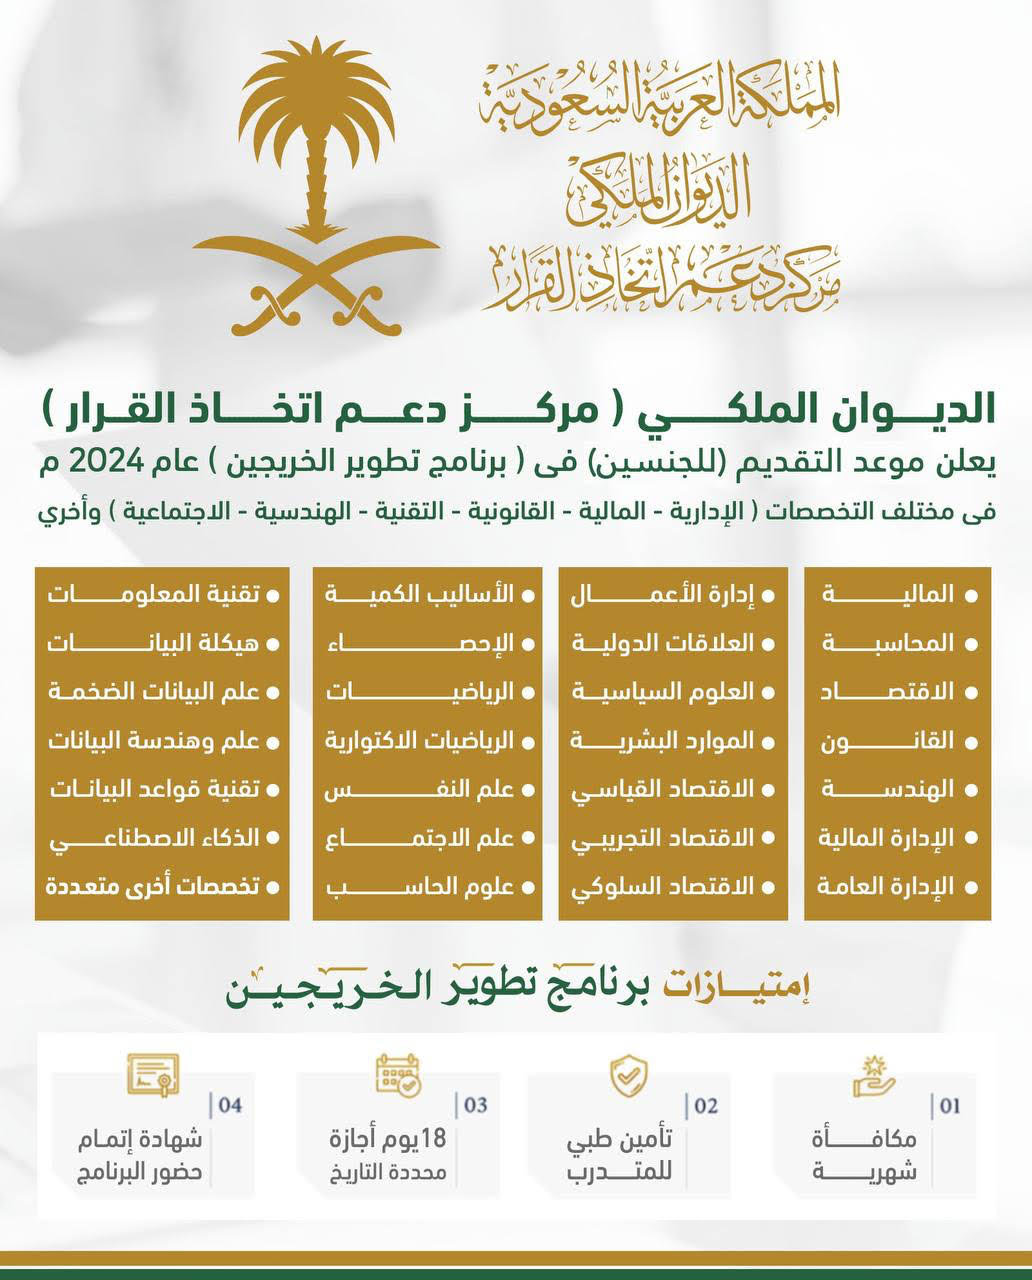 المملكة العربية السعودية
الديوان الملكي
مركز دعم اتخاذ القرار
الديوان الملكي ( مركز دعم اتخاذ القرار )
يعلن موعد التقديم (للجنسين) فى ( برنامج تطوير الخريجين ) عام 2024 م
فى مختلف التخصصات ( الإدارية - المالية - القانونية - التقنية - الهندسية - الاجتماعية ) وأخري
• المالية
• المحاسبة
• الاقتصاد
• القانون
• الهندسة
• الإدارة المالية
• الإدارة العامة
• إدارة الأعمال
• العلاقات الدولية
• العلوم السياسية
• الموارد البشرية
• الاقتصاد القياسي
• الاقتصاد التجريبي
• الاقتصاد السلوكي
• الأساليب الكمية
• الإحصاء
• الرياضيات
• الرياضيات الاكتوارية
• علم النفس
• علم الاجتماع
• علوم الحاسب
• تقنية المعلومات
• هيكلة البيانات
• علم البيانات الضخمة
• علم وهندسة البيانات
• تقنية قواعد البيانات
• الذكاء الاصطناعي
• تخصصات أخرى متعددة
إمتيازات برنامج تطوير الخريجين
01
مكافأة
شهرية
02
تأمين طبي
للمتدرب
03
18يوم أجازة
محددة التاريخ
04
شهادة إتمام
حضور البرنامج